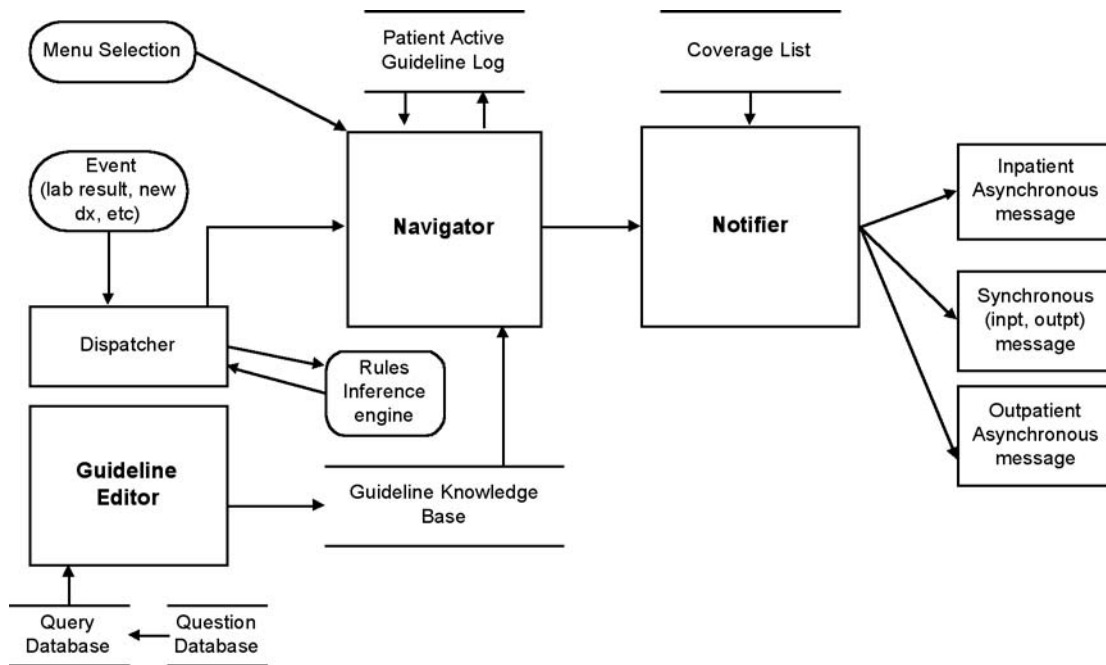 Menu Selection
Patient Active
Guideline Log
Coverage List
Event
(lab result, new
dx, etc)
Navigator
Notifier
Inpatient
Asynchronous
message
Synchronous
(inpt, outpt)
message
Outpatient
Asynchronous
message
Dispatcher
Rules
Inference
engine
Guideline
Editor
Guideline Knowledge
Base
Query
Database
Question
Database